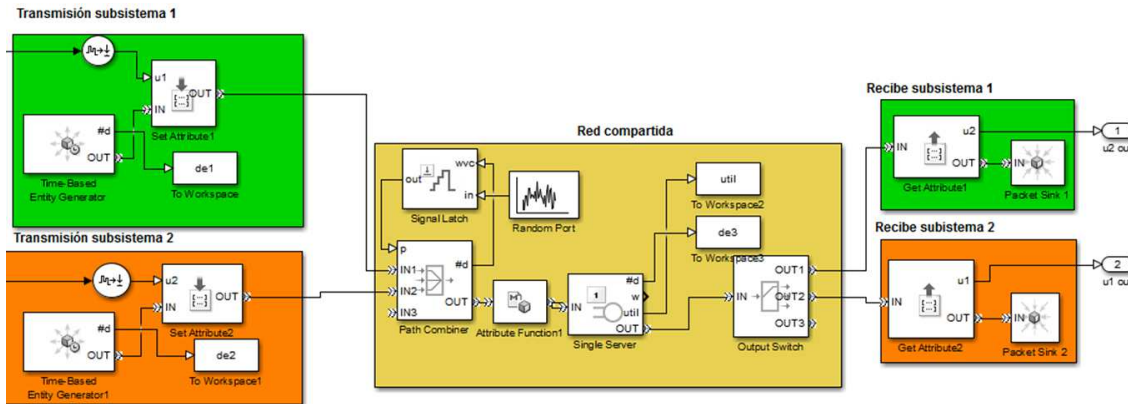 Transmisión subsistema 1
u1
IN
OUT
Set Attribute1
#d
OUT
Time-Based
Entity Generator
de1
To Workspace
Transmisión subsistema 2
u2
IN
OUT
Set Attribute2
#d
OUT
Time-Based
Entity Generator1
de2
To Workspace1
Red compartida
wvc
out
in
Signal Latch
Random Port
util
To Workspace2
de3
To Workspace3
p
IN1
IN2
IN3
#d
OUT
Path Combiner
Attribute Function1
1
IN
#d
w
util
OUT
Single Server
IN
OUT1
OUT2
OUT3
Output Switch
Recibe subsistema 1
IN
u2
OUT
Get Attribute1
IN
Packet Sink 1
1
u2 ou
Recibe subistema 2
IN
u1
OUT
Get Attribute2
IN
Packet Sink 2
2
u1 ou